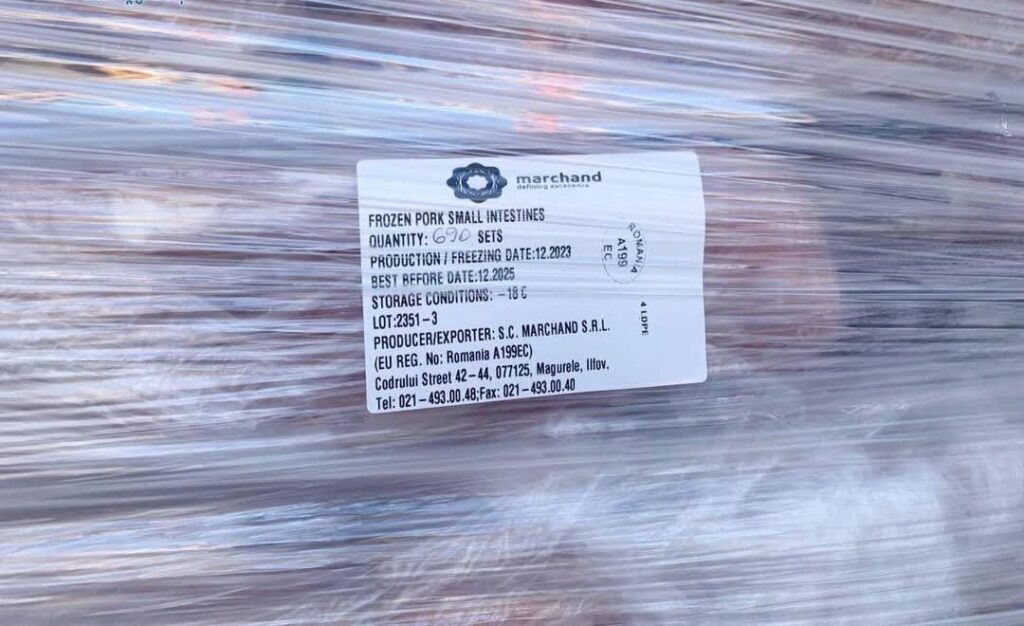 marchand
defining excellence
FROZEN PORK SMALL INTESTINES
QUANTITY: 690 SETS
PRODUCTION / FREEZING DATE:12.2023
BEST BEFORE DATE:12.2025
STORAGE CONDITIONS: -18 C
LOT:2351-3
PRODUCER/EXPORTER: S.C. MARCHAND S.R.L.
(EU REG. No: Romania A199EC)
Codrului Street 42-44, 077125, Magurele, Ilfov.
Tel: 021-493.00.48;Fax: 021-493.00.40
ROMANIA
A199
EC
4 LDPE